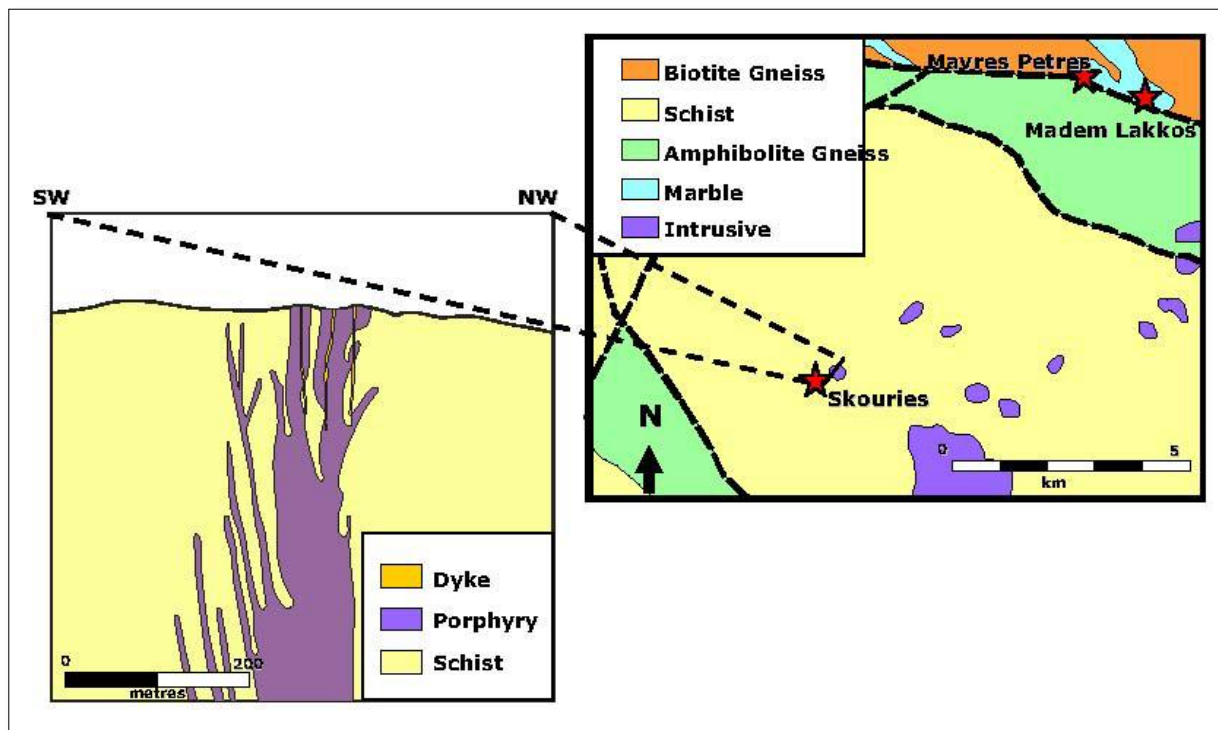 Biotite Gneiss
Schist
Amphibolite Gneiss
Marble
Intrusive
Mavres Petres
Madem Lakkos
SW
NW
Skouries
N
0
5
km
Dyke
Porphyry
Schist
0
200
metres